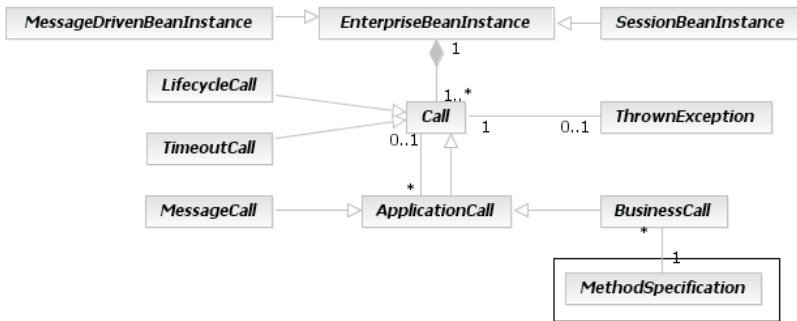 MessageDrivenBeanInstance EnterpriseBeanInstance SessionBeanInstance
1
LifecycleCall
1..*
Call ThrownException
1 0..1
0..1
TimeoutCall
*
MessageCall ApplicationCall BusinessCall
*
1
MethodSpecification